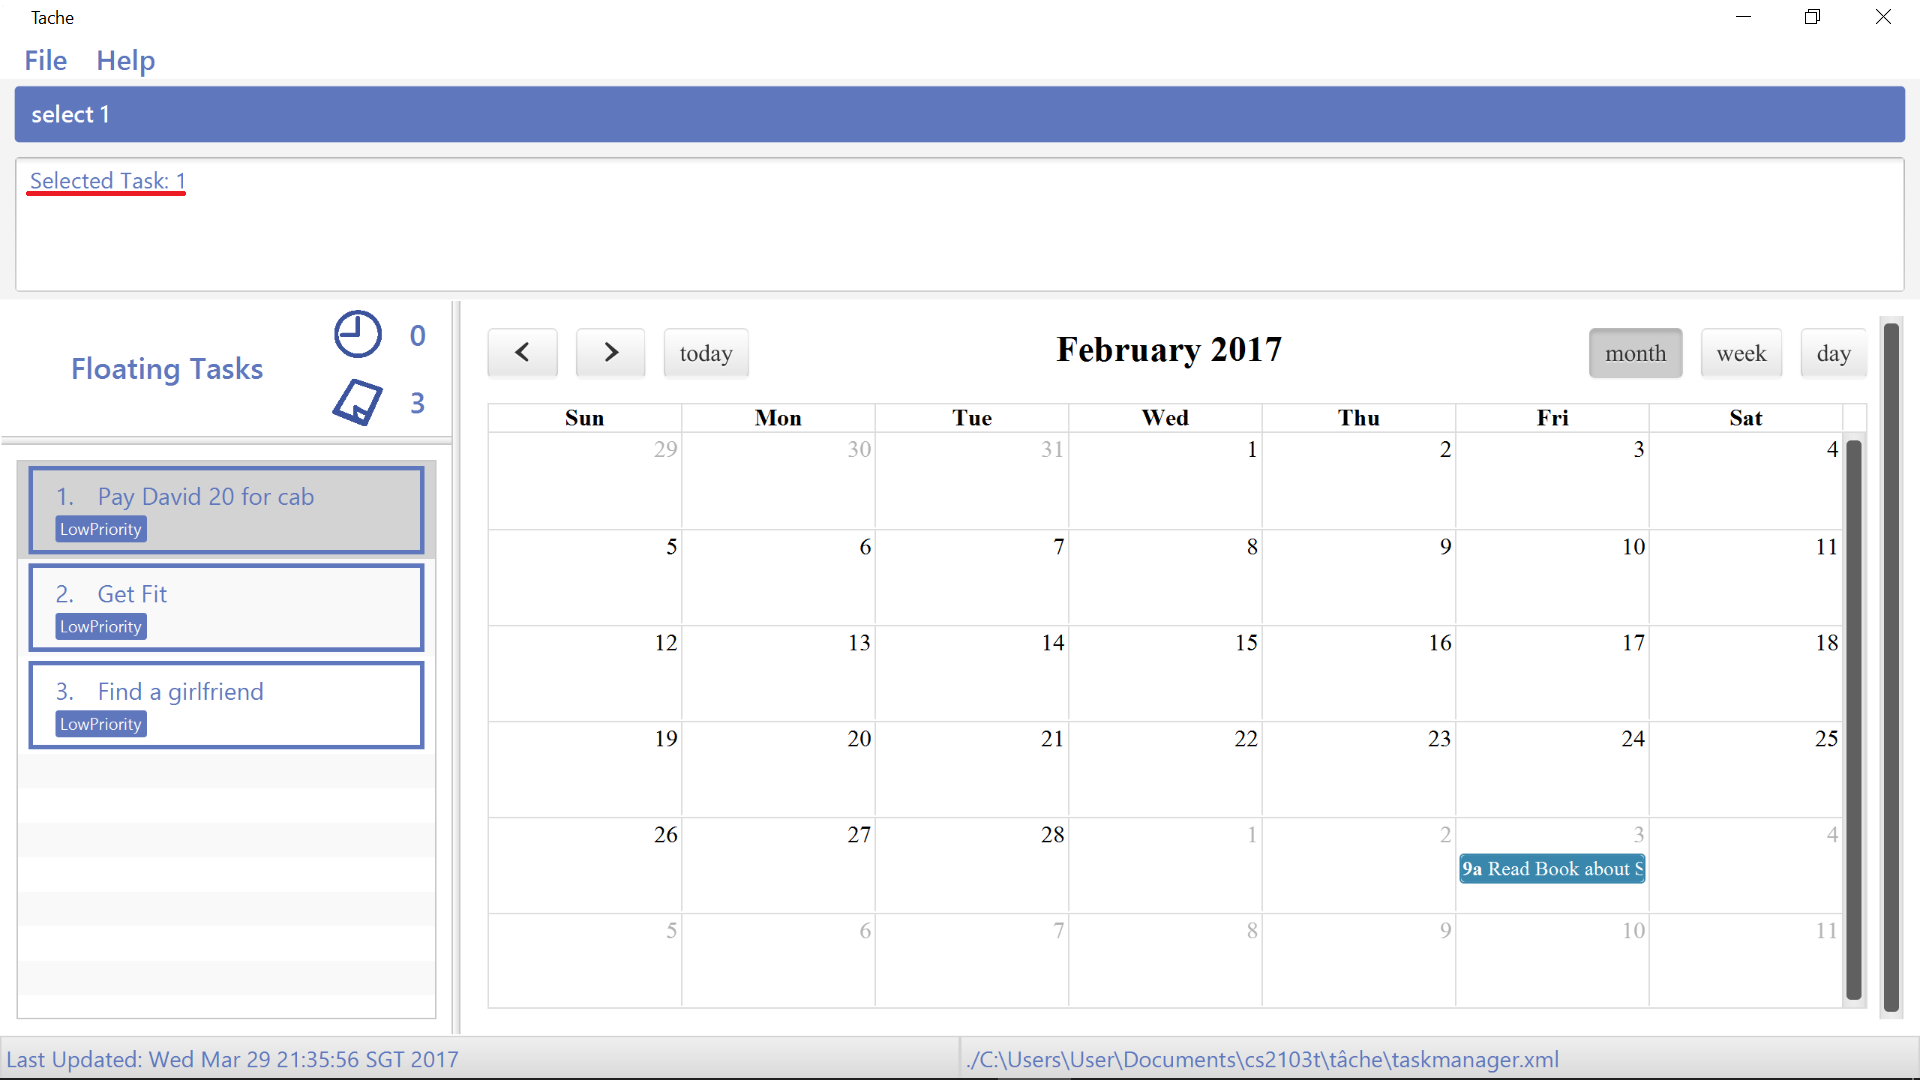 Tache
File Help
select 1
Selected Task: 1
Floating Tasks
0
3
1. Pay David 20 for cab
LowPriority
2. Get Fit
LowPriority
3. Find a girlfriend
LowPriority
today
February 2017
month week day
Sun Mon Tue Wed Thu Fri Sat
29 30 31 1 2 3 4
5 6 7 8 9 10 11
12 13 14 15 16 17 18
19 20 21 22 23 24 25
26 27 28 1 2 3 4
9a Read Book about S
5 6 7 8 9 10 11
Last Updated: Wed Mar 29 21:35:56 SGT 2017
./C:\Users\User\Documents\cs2103t\tâche\taskmanager.xml